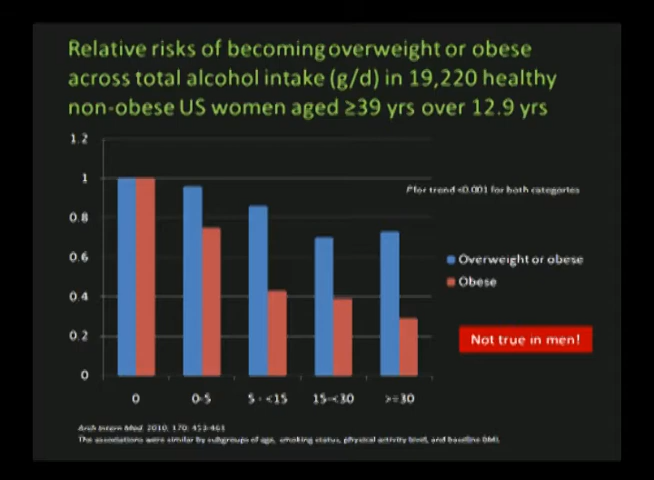 Relative risks of becoming overweight or obese
across total alcohol intake (g/d) in 19,220 healthy
non-obese US women aged ≥39 yrs over 12.9 yrs
1.2
1
P for trend <0.001 for both categories
0.8
0.6
Overweight or obese
0.4
Obese
0.2
Not true in men!
0
0
0-5
5 - <15
15-<30
>=30
Arch Intern Med. 2010; 170: 453-461
The associations were similar by subgroups of age, smoking status, physical activity level, and baseline BMI.